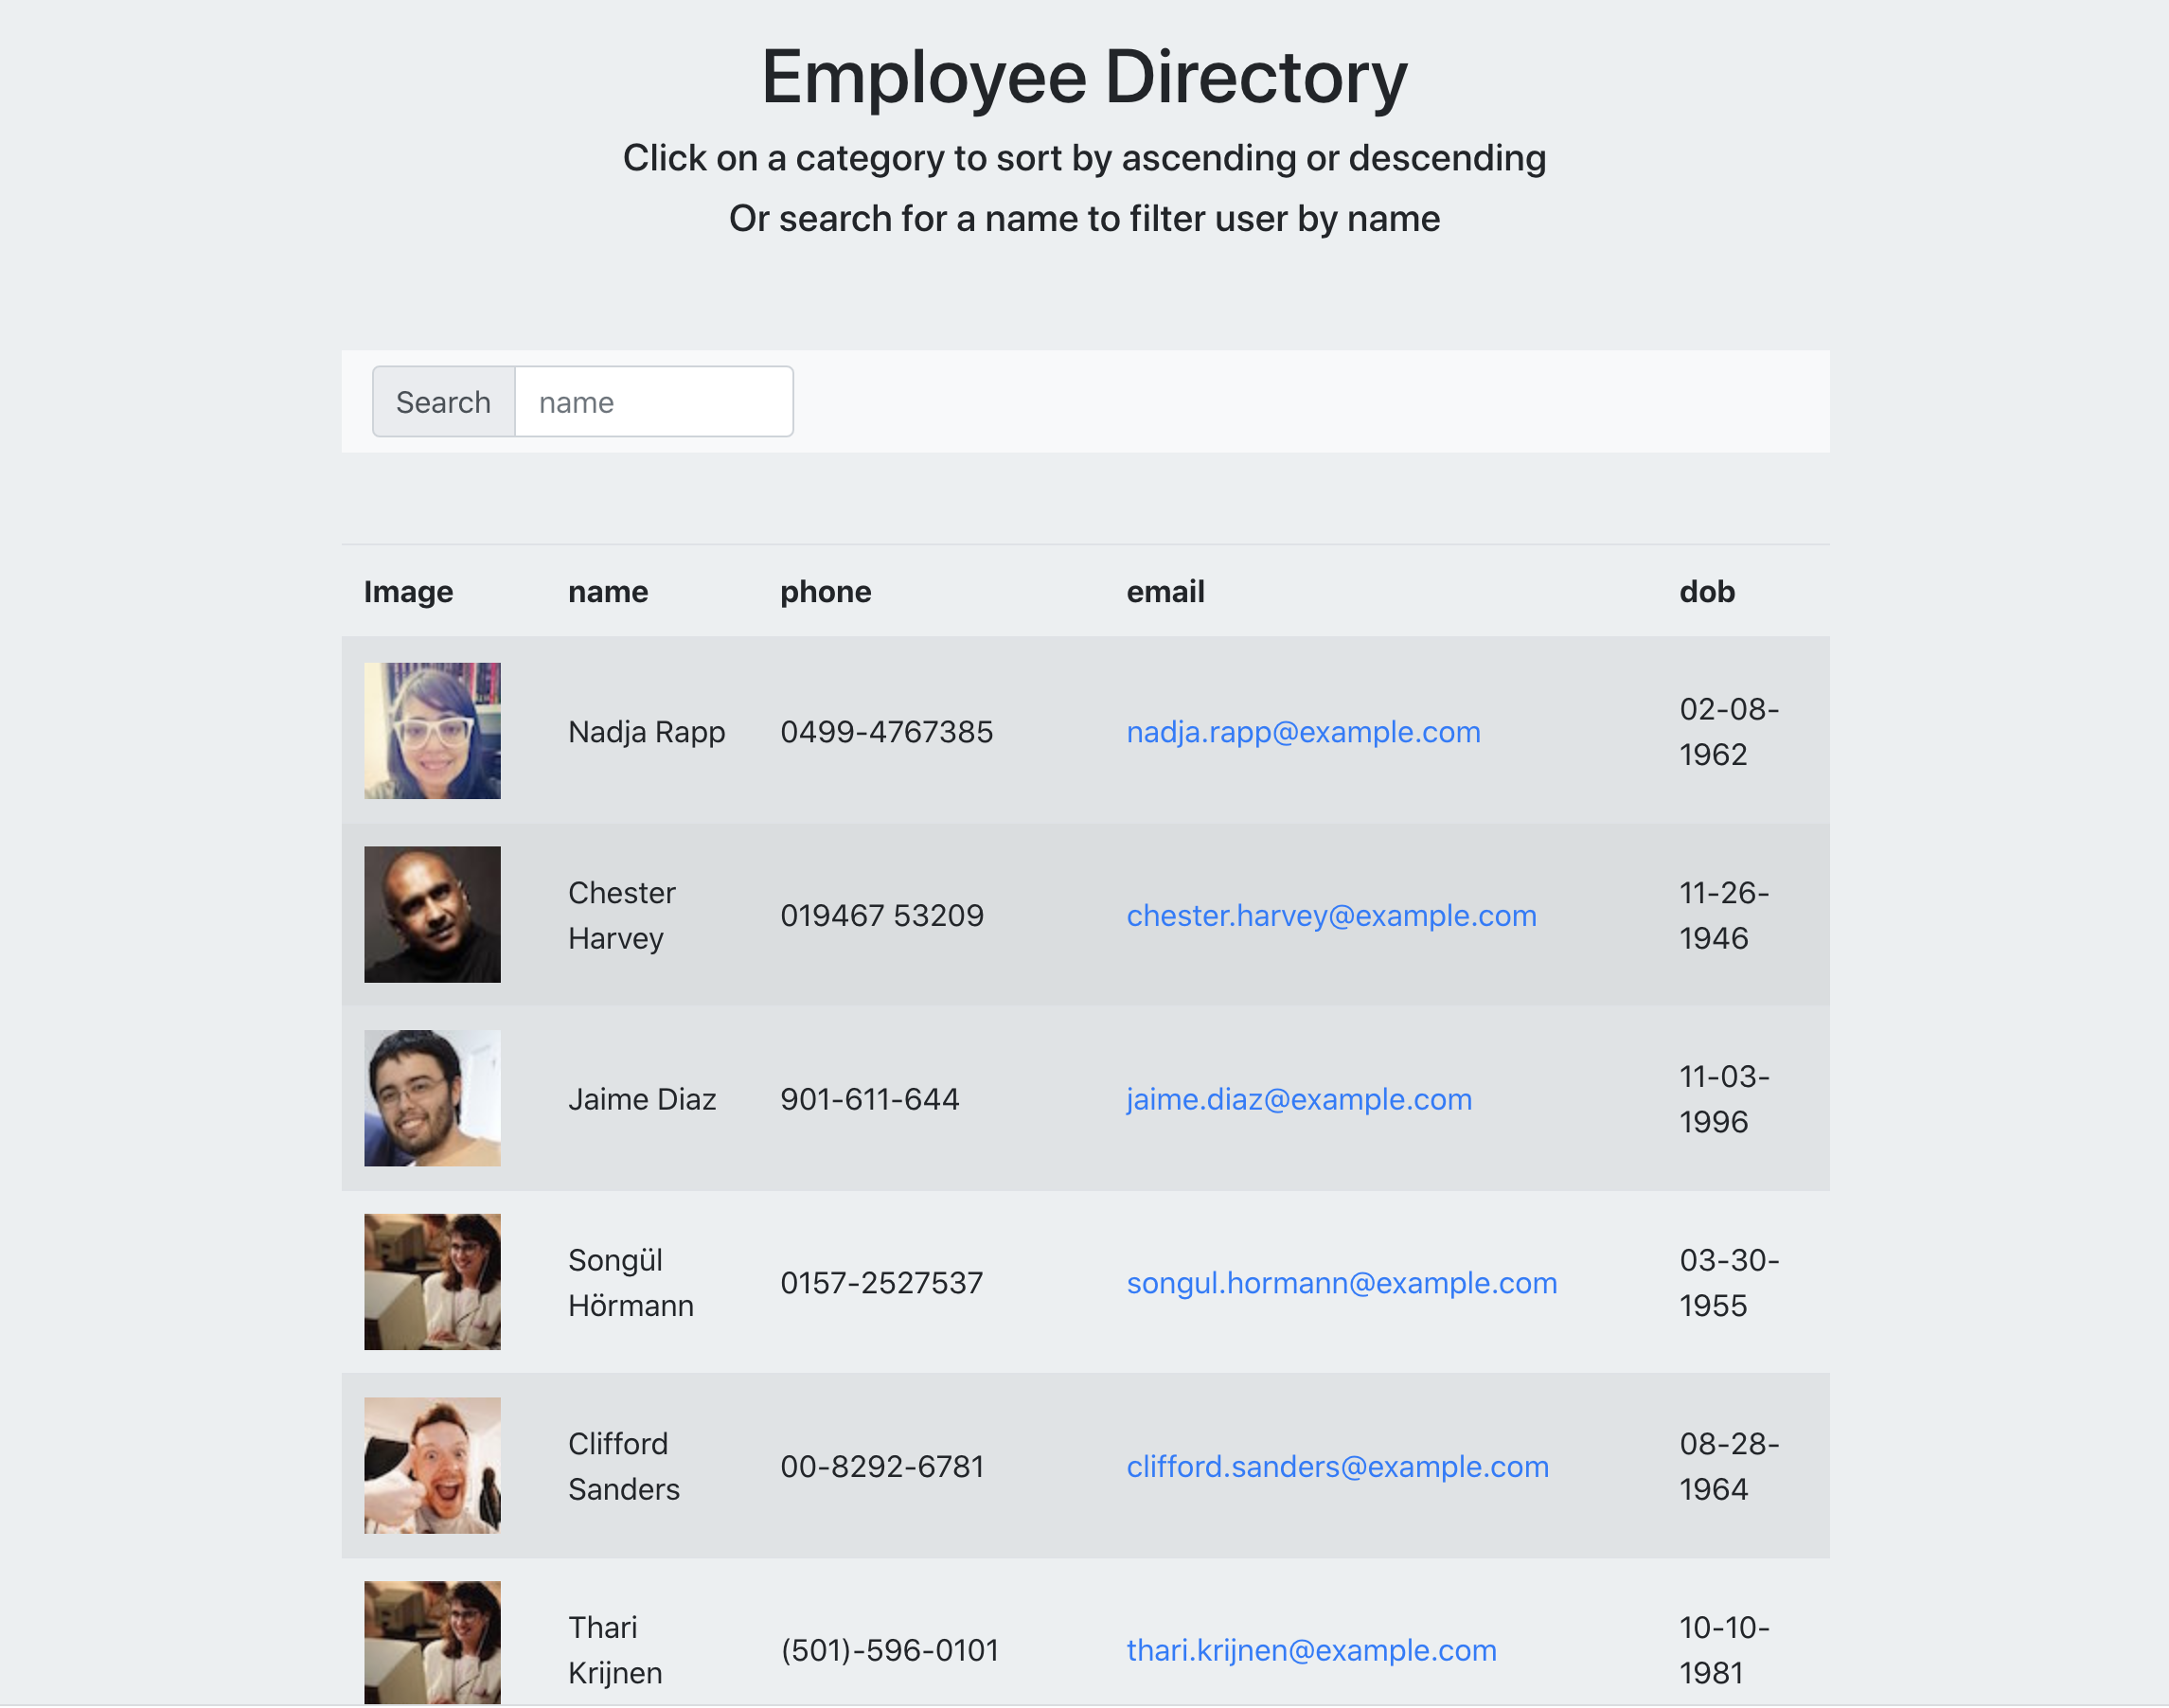 Employee Directory
Click on a category to sort by ascending or descending
Or search for a name to filter user by name
Search name
Image name phone email dob
Nadja Rapp 0499-4767385 nadja.rapp@example.com 02-08-
1962
Chester
Harvey 019467 53209 chester.harvey@example.com 11-26-
1946
Jaime Diaz 901-611-644 jaime.diaz@example.com 11-03-
1996
Songül
Hörmann 0157-2527537 songul.hormann@example.com 03-30-
1955
Clifford
Sanders 00-8292-6781 clifford.sanders@example.com 08-28-
1964
Thari
Krijnen (501)-596-0101 thari.krijnen@example.com 10-10-
1981